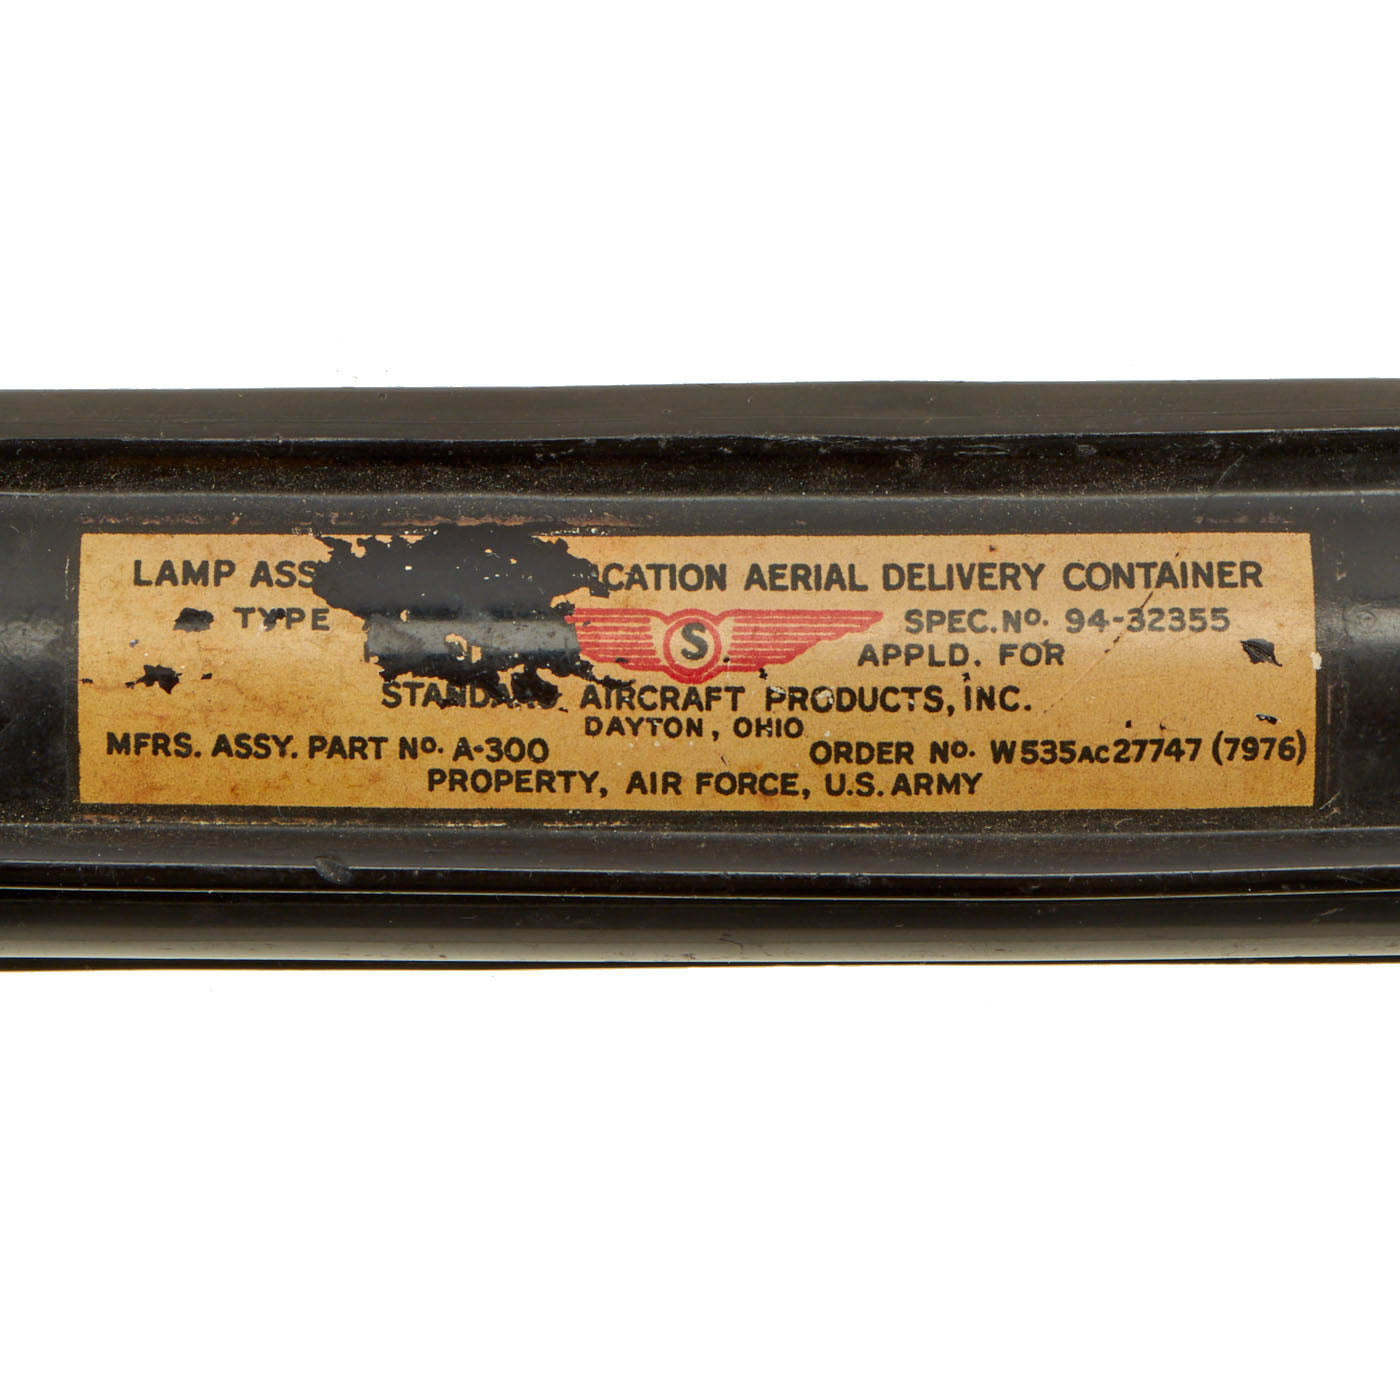 LAMP ASS CATION AERIAL DELIVERY CONTAINER
TYPE S SPEC. NO. 94-32355
APPLD. FOR
STANDARD AIRCRAFT PRODUCTS, INC.
DAYTON, OHIO
MFRS. ASSY. PART NO. A-300 ORDER NO. W535AC27747 (7976)
PROPERTY, AIR FORCE, U.S. ARMY